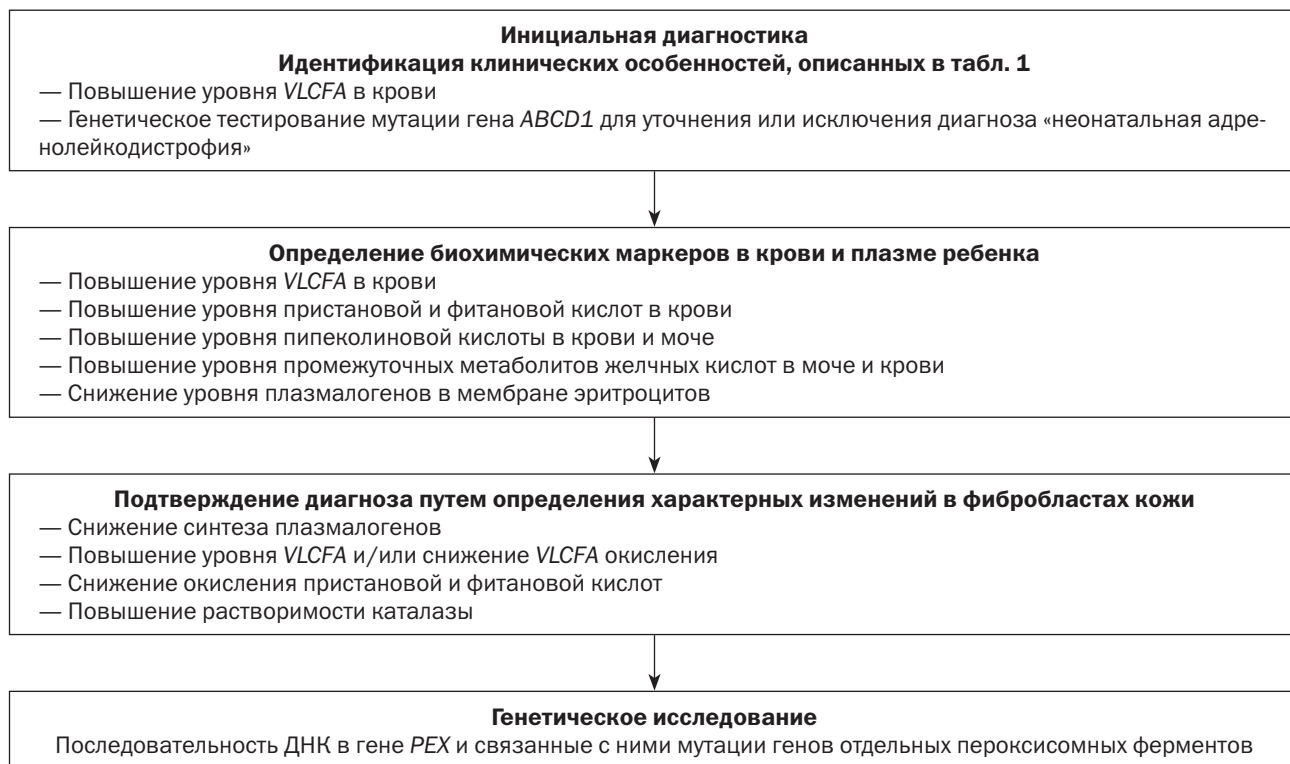 Инициальная диагностика
Идентификация клинических особенностей, описанных в табл. 1
— Повышение уровня VLCFA в крови
— Генетическое тестирование мутации гена ABCD1 для уточнения или исключения диагноза «неонатальная адре-
нолейкодистрофия»
Определение биохимических маркеров в крови и плазме ребенка
— Повышение уровня VLCFA в крови
— Повышение уровня пристановой и фитановой кислот в крови
— Повышение уровня пипеколиновой кислоты в крови и моче
— Повышение уровня промежуточных метаболитов желчных кислот в моче и крови
— Снижение уровня плазмалогенов в мембране эритроцитов
Подтверждение диагноза путем определения характерных изменений в фибробластах кожи
— Снижение синтеза плазмалогенов
— Повышение уровня VLCFA и/или снижение VLCFA окисления
— Снижение окисления пристановой и фитановой кислот
— Повышение растворимости каталазы
Генетическое исследование
Последовательность ДНК в гене PEX и связанные с ними мутации генов отдельных пероксисомных ферментов